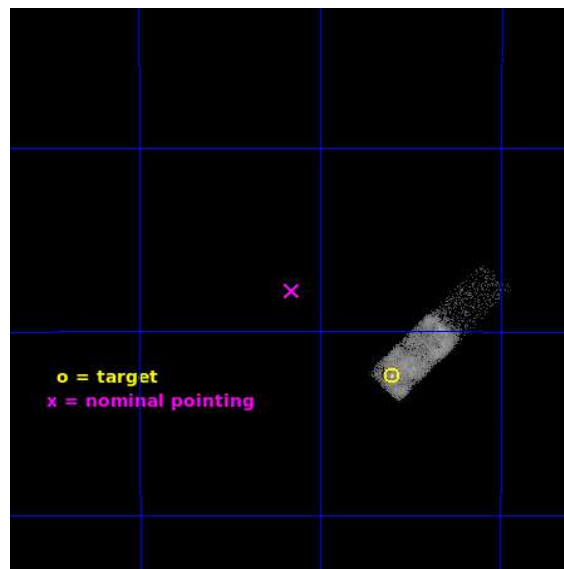 o = target
x = nominal pointing